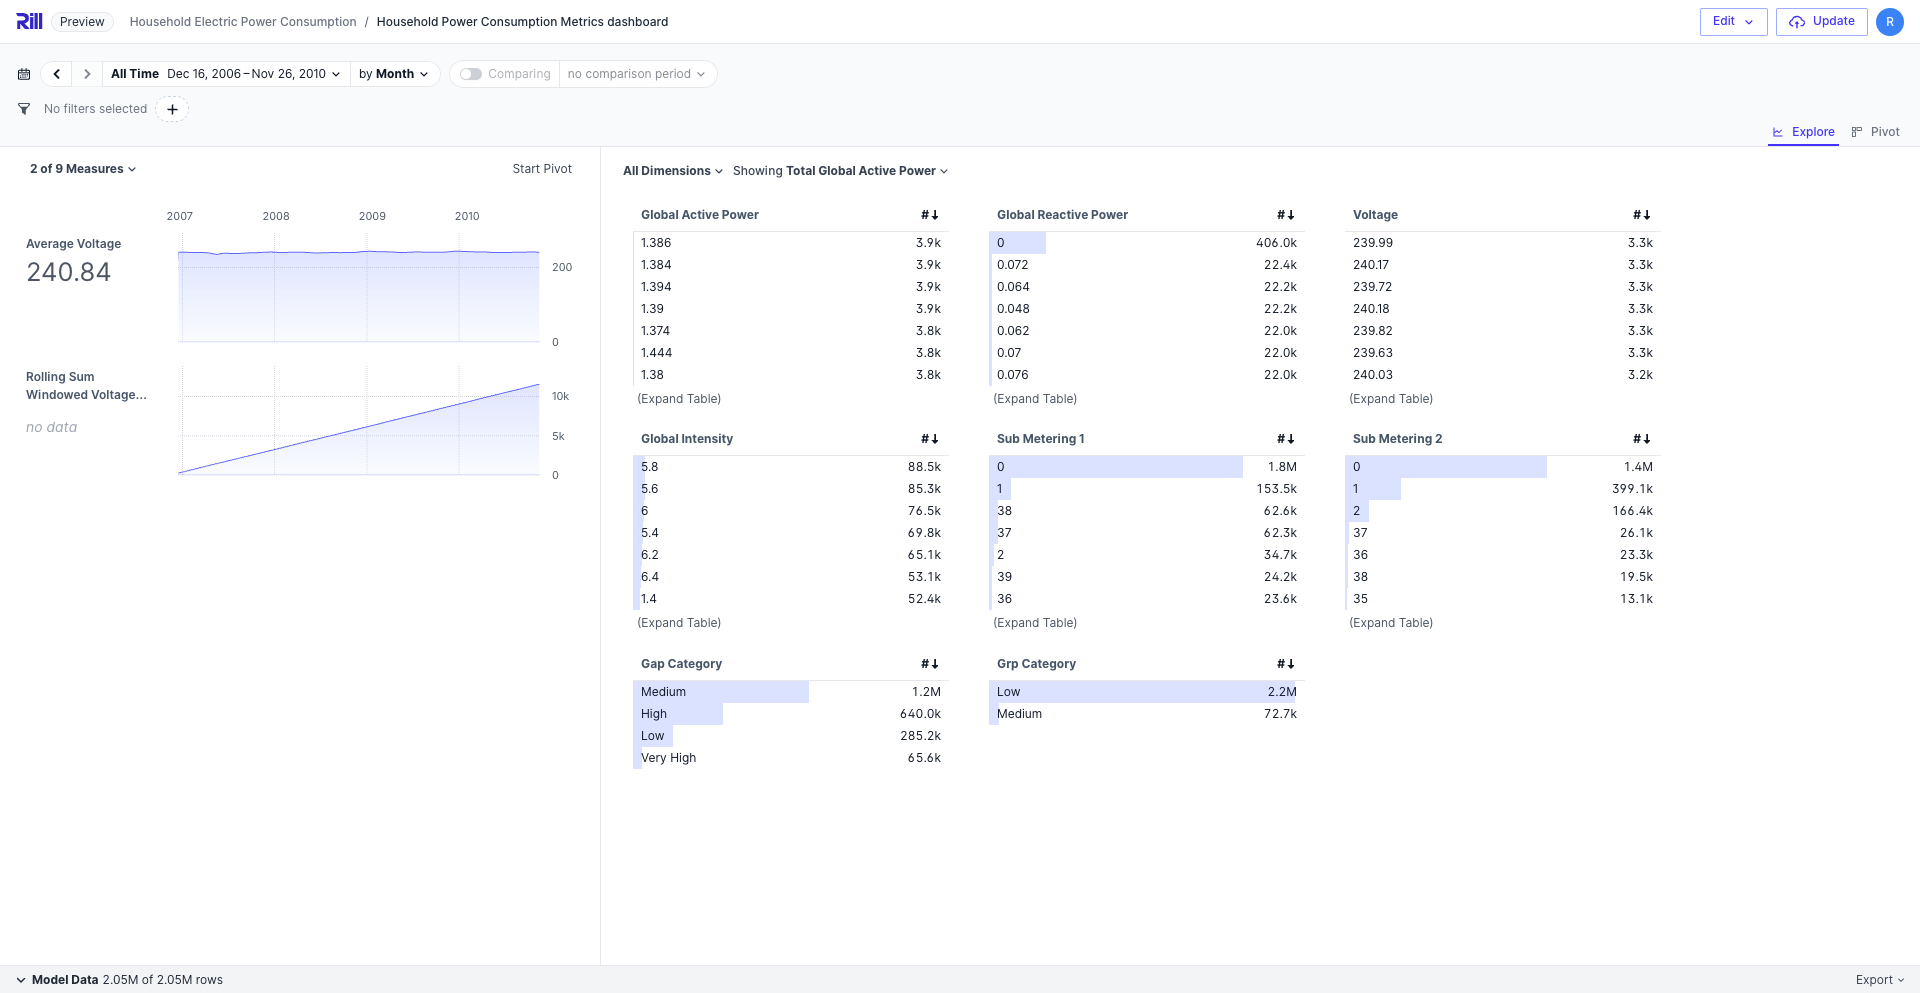 Rill Preview Household Electric Power Consumption / Household Power Consumption Metrics dashboard Edit Update R
All Time Dec 16, 2006 – Nov 26, 2010 by Month Comparing no comparison period
No filters selected +
Explore Pivot
2 of 9 Measures Start Pivot
2007 2008 2009 2010
Average Voltage
240.84
200
0
Rolling Sum
Windowed Voltage...
no data
10k
5k
0
All Dimensions Showing Total Global Active Power
Global Active Power #↓
1.386 3.9k
1.384 3.9k
1.394 3.9k
1.39 3.9k
1.374 3.8k
1.444 3.8k
1.38 3.8k
(Expand Table)
Global Reactive Power #↓
0 406.0k
0.072 22.4k
0.064 22.2k
0.048 22.2k
0.062 22.0k
0.07 22.0k
0.076 22.0k
(Expand Table)
Voltage #↓
239.99 3.3k
240.17 3.3k
239.72 3.3k
240.18 3.3k
239.82 3.3k
239.63 3.3k
240.03 3.2k
(Expand Table)
Global Intensity #↓
5.8 88.5k
5.6 85.3k
6 76.5k
5.4 69.8k
6.2 65.1k
6.4 53.1k
1.4 52.4k
(Expand Table)
Sub Metering 1 #↓
0 1.8M
1 153.5k
38 62.6k
37 62.3k
2 34.7k
39 24.2k
36 23.6k
(Expand Table)
Sub Metering 2 #↓
0 1.4M
1 399.1k
2 166.4k
37 26.1k
36 23.3k
38 19.5k
35 13.1k
(Expand Table)
Gap Category #↓
Medium 1.2M
High 640.0k
Low 285.2k
Very High 65.6k
Grp Category #↓
Low 2.2M
Medium 72.7k
Model Data 2.05M of 2.05M rows Export